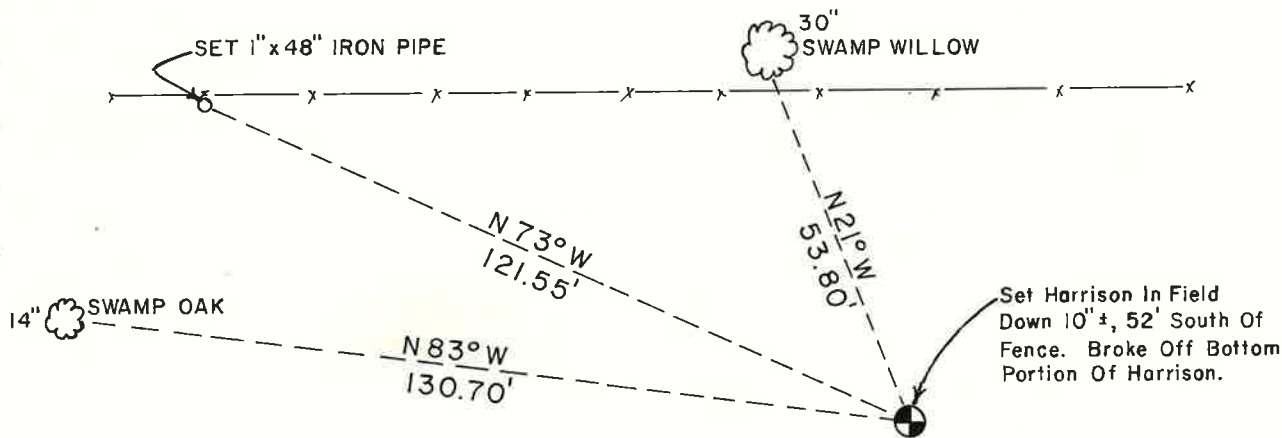 SET 1" x 48" IRON PIPE
30"
SWAMP WILLOW
N 73° W
121.55'
N 21° W
53.80'
14" SWAMP OAK
N 83° W
130.70'
Set Harrison In Field
Down 10" ±, 52' South Of
Fence. Broke Off Bottom
Portion Of Harrison.